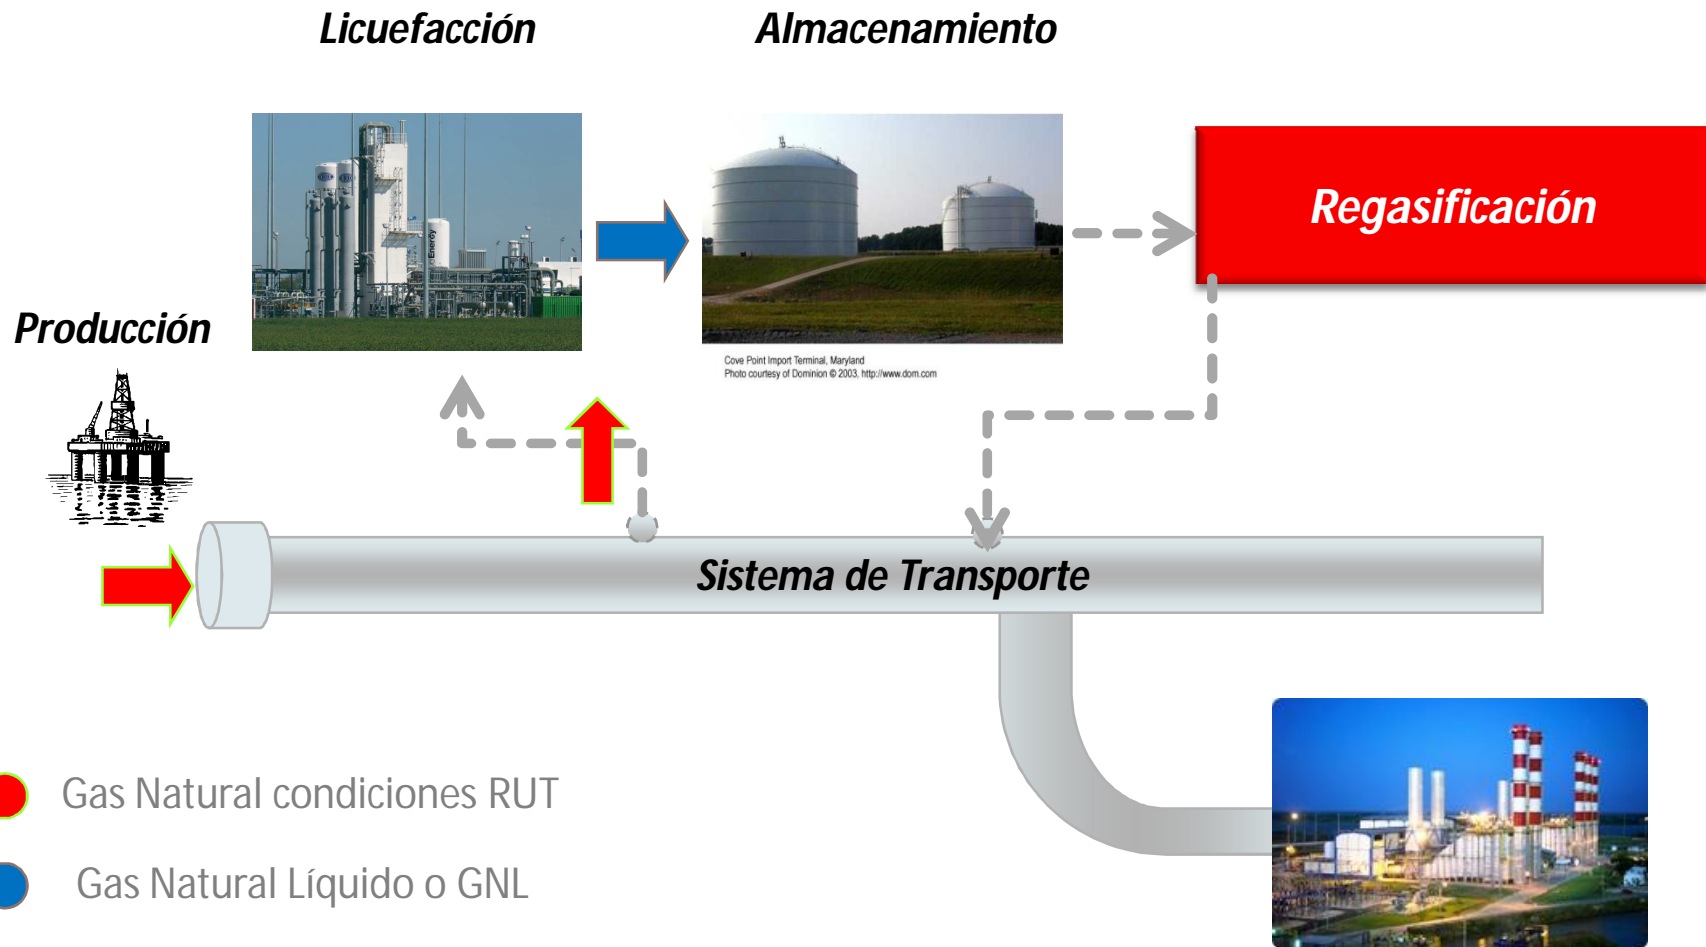 Licuefacción
Almacenamiento
Energy
Regasificación
Producción
Cove Point Import Terminal, Maryland
Photo courtesy of Dominion © 2003, http://www.dom.com
Sistema de Transporte
Gas Natural condiciones RUT
Gas Natural Líquido o GNL